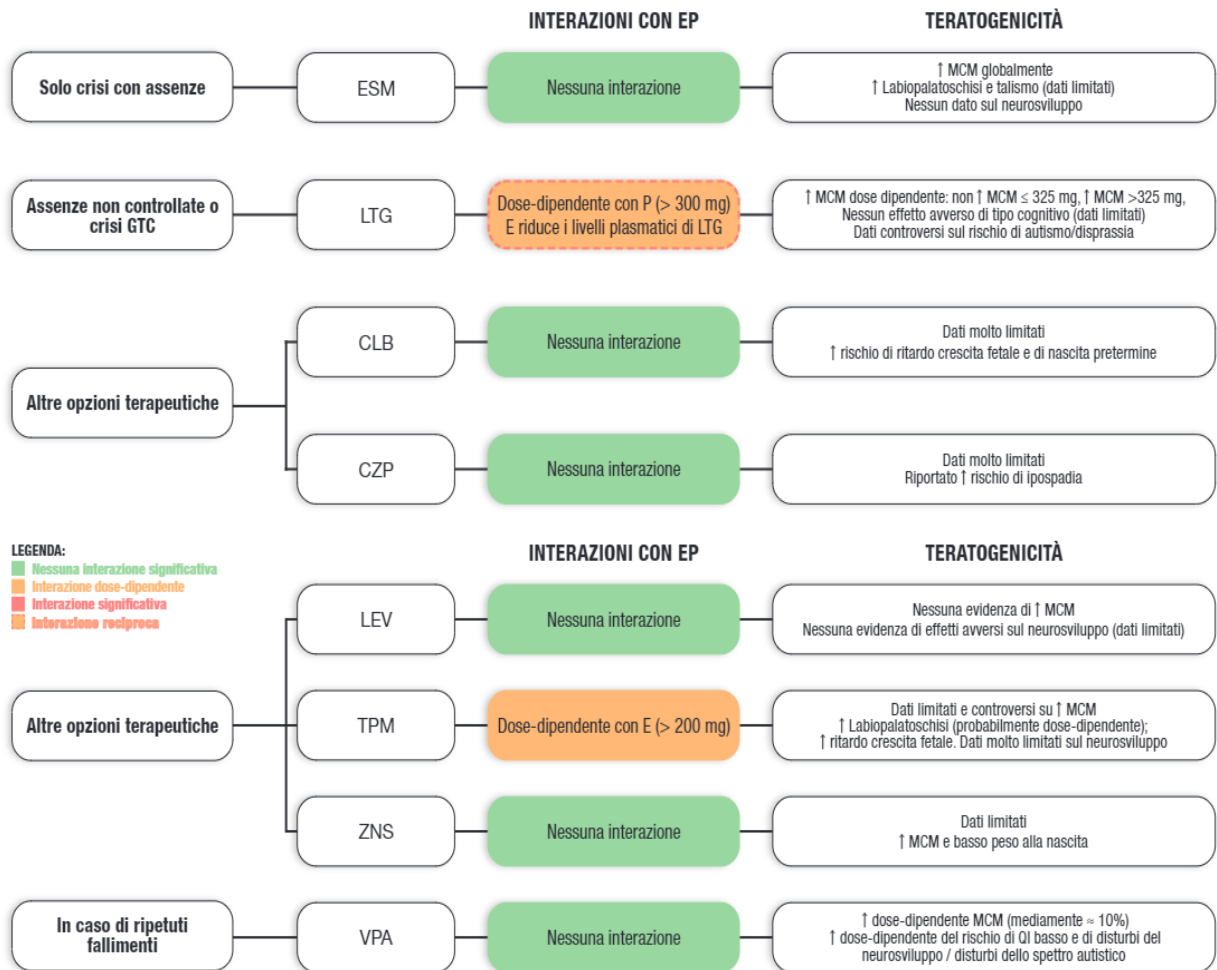 INTERAZIONI CON EP
TERATOGENICITÀ
Solo crisi con assenze
ESM
Nessuna interazione
↑ MCM globalmente
↑ Labiopalatoschisi e talismo (dati limitati)
Nessun dato sul neurosviluppo
Assenze non controllate o
crisi GTC
LTG
Dose-dipendente con P (> 300 mg)
E riduce i livelli plasmatici di LTG
↑ MCM dose dipendente: non ↑ MCM ≤ 325 mg, ↑ MCM >325 mg,
Nessun effetto avverso di tipo cognitivo (dati limitati)
Dati controversi sul rischio di autismo/disprassia
Altre opzioni terapeutiche
CLB
Nessuna interazione
Dati molto limitati
↑ rischio di ritardo crescita fetale e di nascita pretermine
CZP
Nessuna interazione
Dati molto limitati
Riportato ↑ rischio di ipospadia
LEGENDA:
Nessuna interazione significativa
Interazione dose-dipendente
Interazione significativa
Interazione reciproca
INTERAZIONI CON EP
TERATOGENICITÀ
Altre opzioni terapeutiche
LEV
Nessuna interazione
Nessuna evidenza di ↑ MCM
Nessuna evidenza di effetti avversi sul neurosviluppo (dati limitati)
TPM
Dose-dipendente con E (> 200 mg)
Dati limitati e controversi su ↑ MCM
↑ Labiopalatoschisi (probabilmente dose-dipendente);
↑ ritardo crescita fetale. Dati molto limitati sul neurosviluppo
ZNS
Nessuna interazione
Dati limitati
↑ MCM e basso peso alla nascita
In caso di ripetuti
fallimenti
VPA
Nessuna interazione
↑ dose-dipendente MCM (mediamente ≈ 10%)
↑ dose-dipendente del rischio di QI basso e di disturbi del
neurosviluppo / disturbi dello spettro autistico